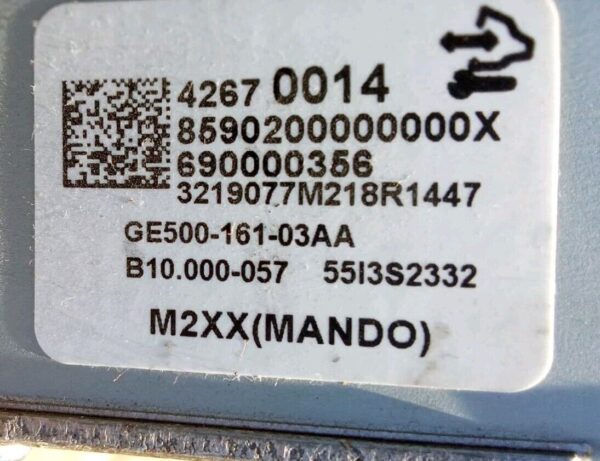 4267 0014
8590200000000X
690000356
3219077M218R1447
GE500-161-03AA
B10.000-057 55I3S2332
M2XX(MANDO)